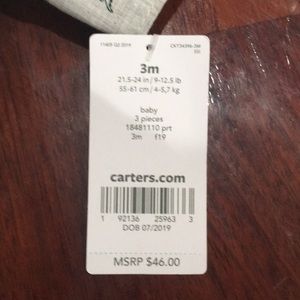 3m
21.5-24 in / 9-12.5 lb
55-61 cm / 4-5,7 kg
baby
3 pieces
18481110 prt
3m f19
carters.com
1 92136 25963 3
DOB 07/2019
MSRP $46.00